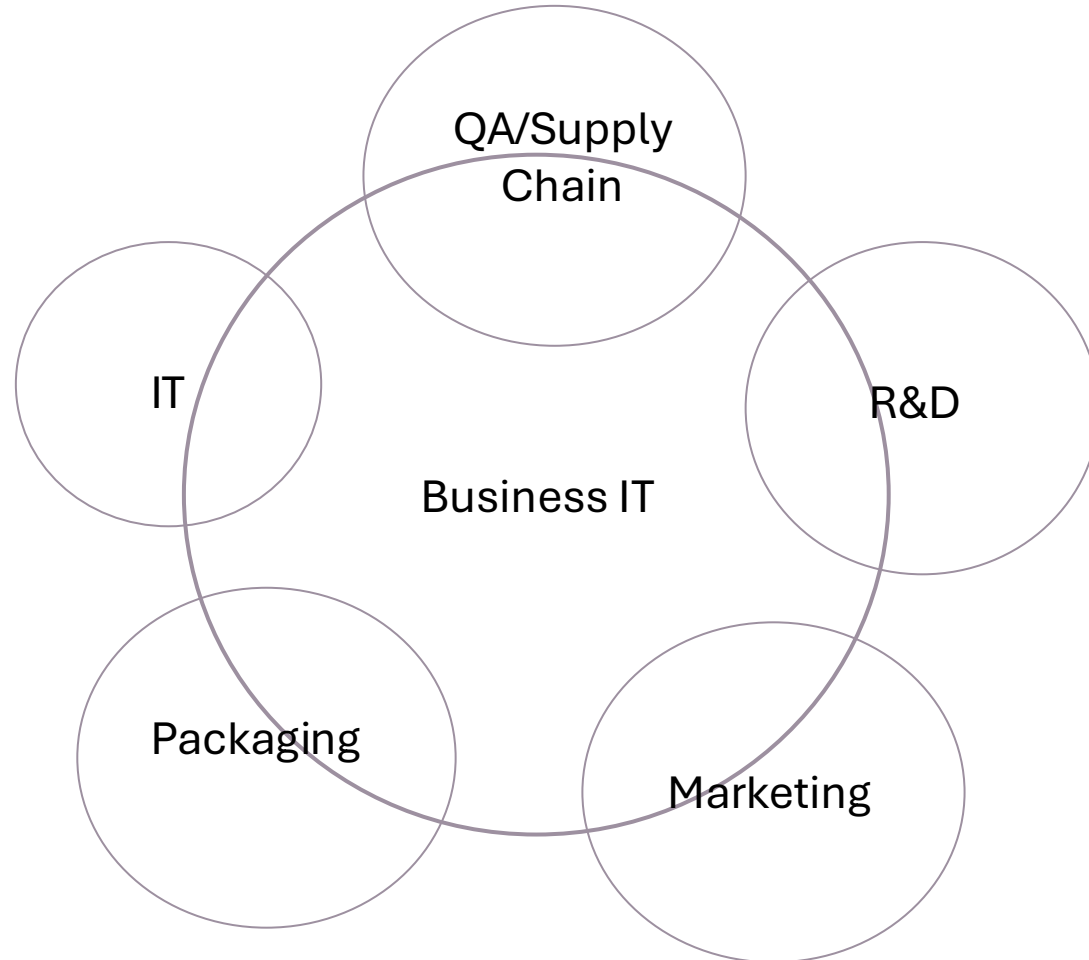 QA/Supply
Chain
IT
R&D
Business IT
Packaging
Marketing